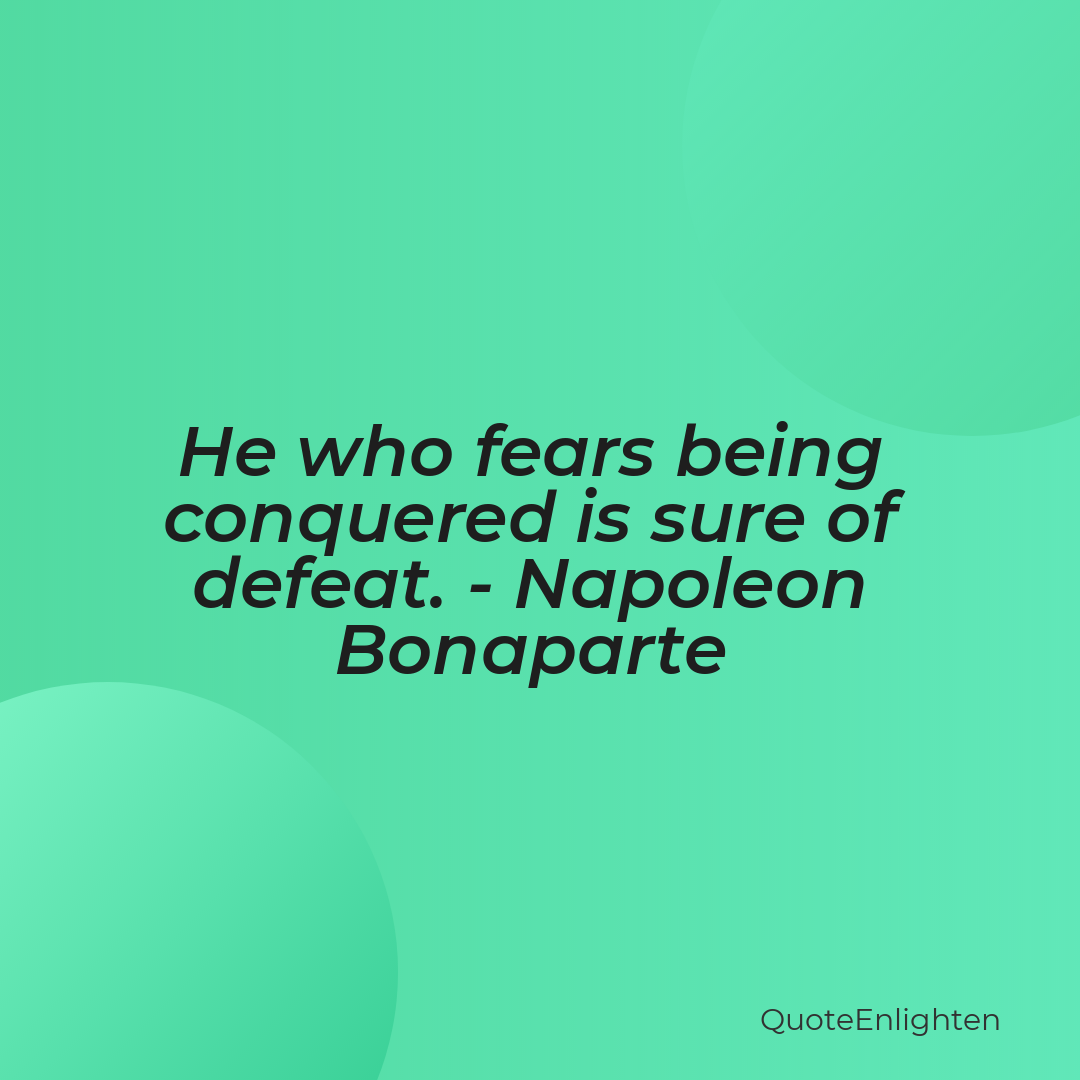 He who fears being
conquered is sure of
defeat. - Napoleon
Bonaparte
QuoteEnlighten